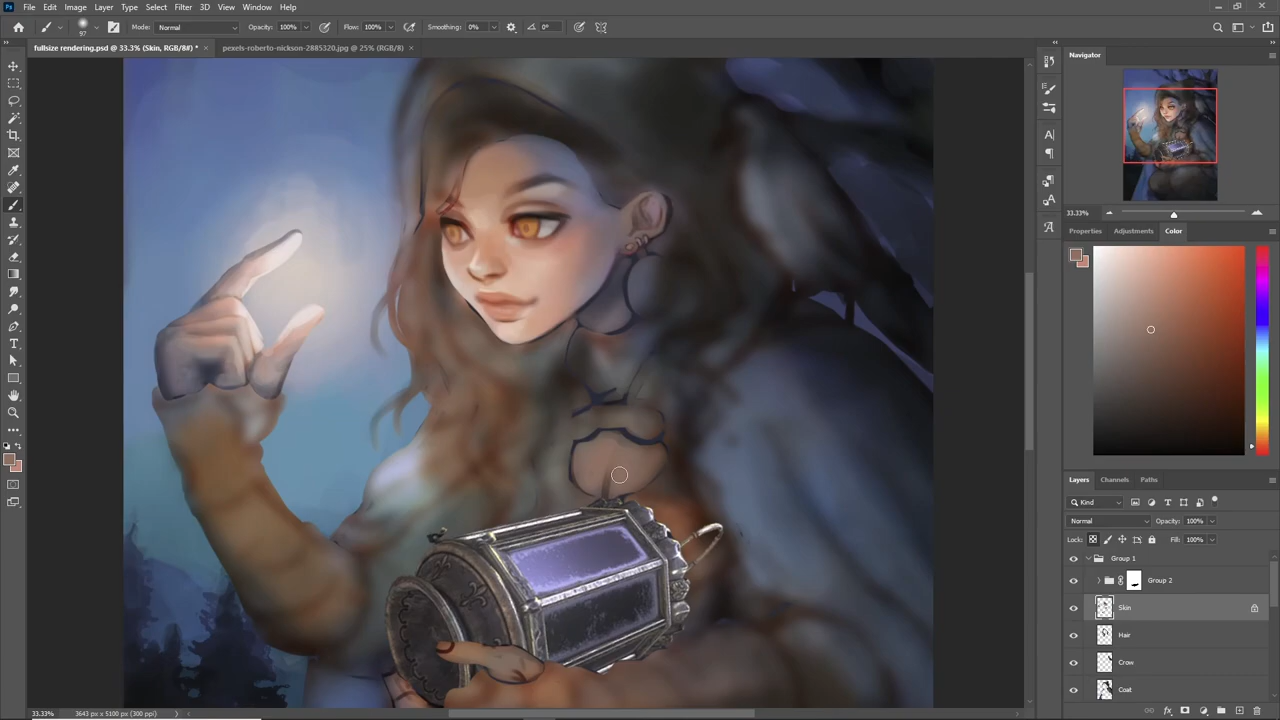 Ps File Edit Image Layer Type Select Filter 3D View Window Help
97 Mode: Normal Opacity: 100% Flow: 100% Smoothing: 0% 0°
fullsize rendering.psd @ 33.3% (Skin, RGB/8#) * × pexels-roberto-nickson-2885320.jpg @ 25% (RGB/8) ×
Navigator
33.33%
Properties Adjustments Color
Layers Channels Paths
Kind
Normal Opacity: 100%
Lock: Fill: 100%
Group 1
Group 2
Skin
Hair
Crow
Coat
33.33% 3643 px x 5100 px (300 ppi)